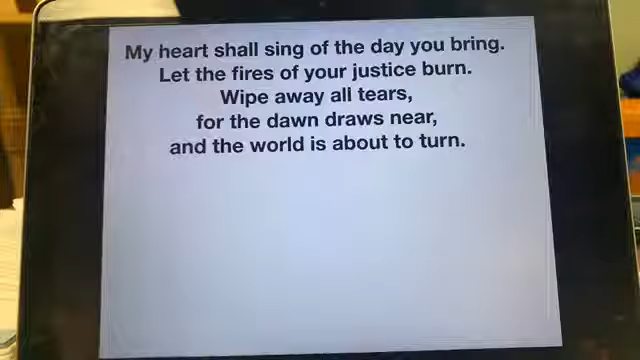 My heart shall sing of the day you bring.
Let the fires of your justice burn.
Wipe away all tears,
for the dawn draws near,
and the world is about to turn.